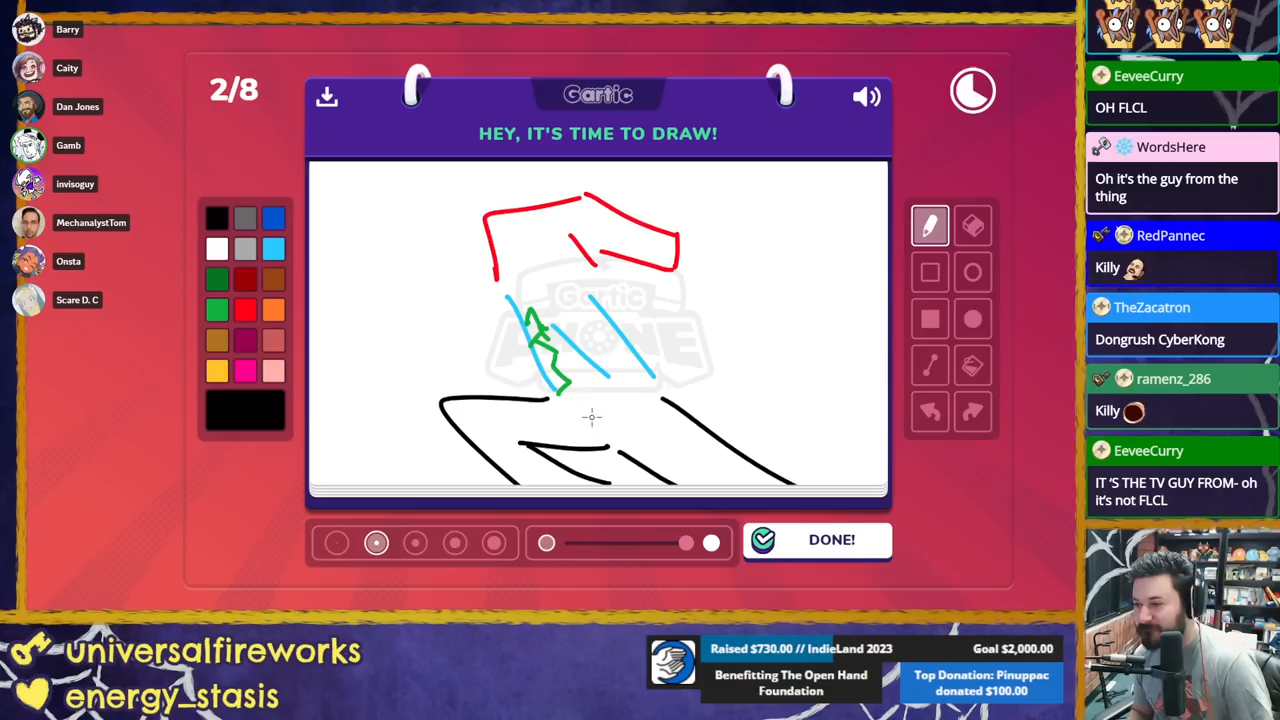 Barry
Caity
Dan Jones
Gamb
invisoguy
MechanalystTom
Onsta
Scare D. C
2/8
Gartic
HEY, IT'S TIME TO DRAW!
Gartic
DONE!
EeveeCurry
OH FLCL
WordsHere
Oh it's the guy from the
thing
RedPannec
Killy
TheZacatron
Dongrush CyberKong
ramenz_286
Killy
EeveeCurry
IT 'S THE TV GUY FROM- oh
it's not FLCL
universalfireworks
energy_stasis
Raised $730.00 // IndieLand 2023
Goal $2,000.00
Benefitting The Open Hand
Foundation
Top Donation: Pinuppac
donated $100.00